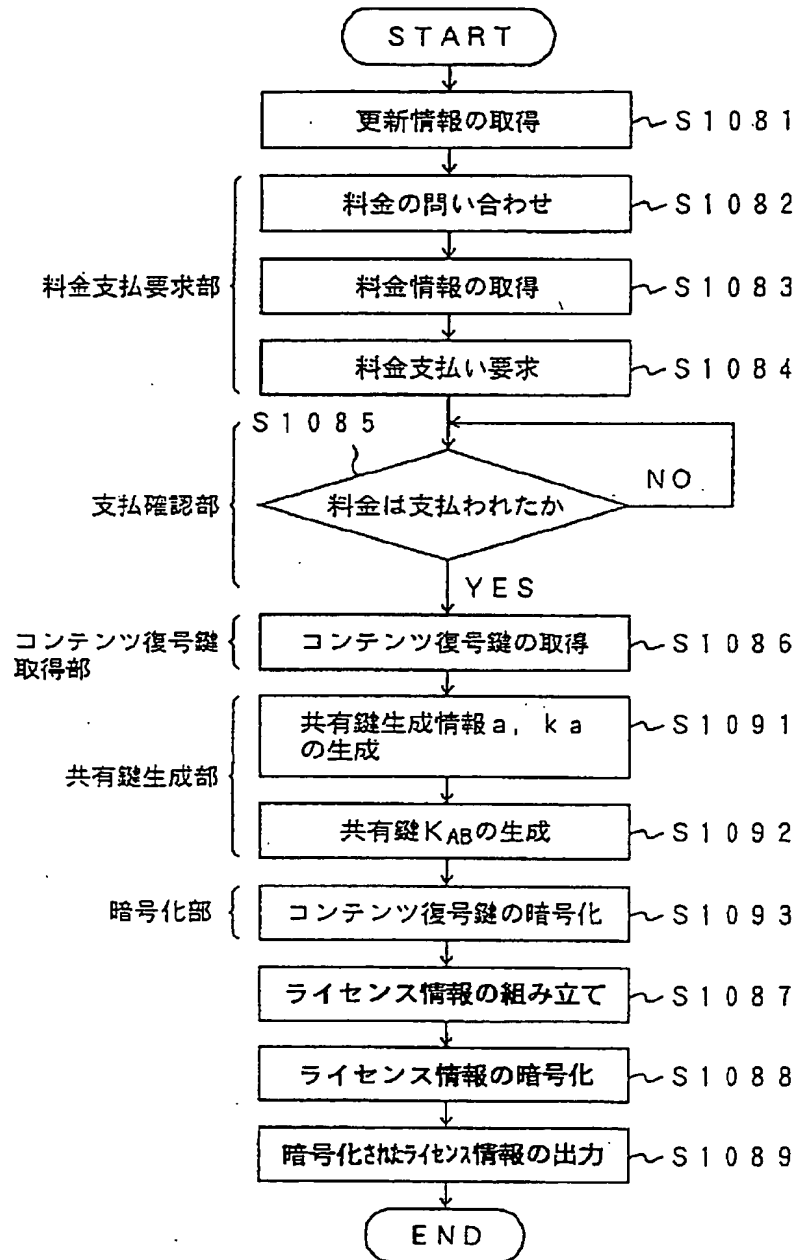 START
更新情報の取得
S1081
料金の問い合わせ
S1082
料金支払要求部
料金情報の取得
S1083
料金支払い要求
S1084
S1085
支払確認部
料金は支払われたか
NO
YES
コンテンツ復号鍵
取得部
コンテンツ復号鍵の取得
S1086
共有鍵生成部
共有鍵生成情報a, ka
の生成
S1091
共有鍵KABの生成
S1092
暗号化部
コンテンツ復号鍵の暗号化
S1093
ライセンス情報の組み立て
S1087
ライセンス情報の暗号化
S1088
暗号化されたライセンス情報の出力
S1089
END